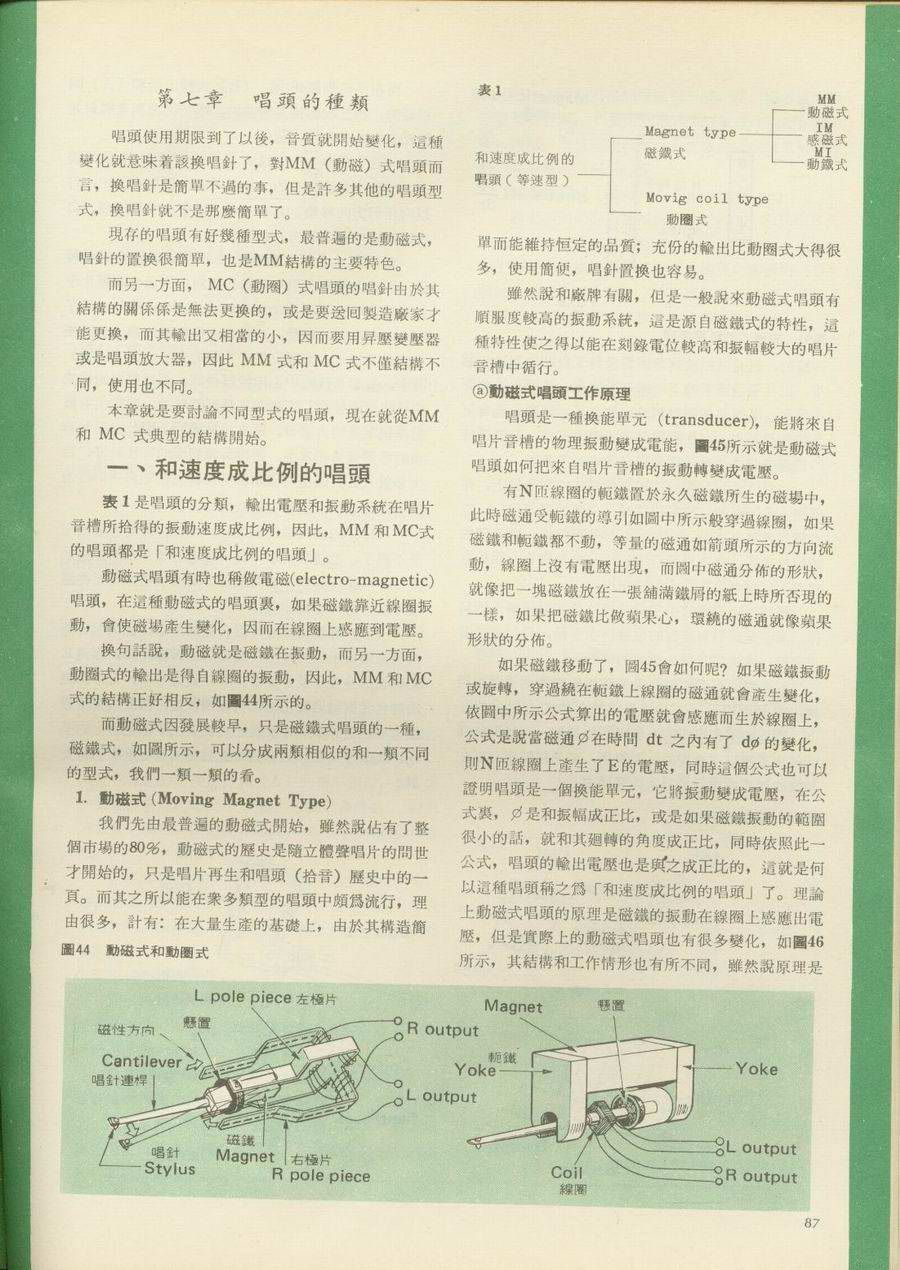 第七章　唱頭的種類
唱頭使用期限到了以後，音質就開始變化，這種
變化就意味着該換唱針了，對MM（動磁）式唱頭而
言，換唱針是簡單不過的事，但是許多其他的唱頭型
式，換唱針就不是那麼簡單了。
現存的唱頭有好幾種型式，最普遍的是動磁式，
唱針的置換很簡單，也是MM結構的主要特色。
而另一方面， MC（動圈）式唱頭的唱針由於其
結構的關係係是無法更換的，或是要送回製造廠家才
能更換，而其輸出又相當的小，因而要用昇壓變壓器
或是唱頭放大器，因此 MM 式和 MC 式不僅結構不
同，使用也不同。
本章就是要討論不同型式的唱頭，現在就從MM
和 MC 式典型的結構開始。
一、和速度成比例的唱頭
表1是唱頭的分類，輸出電壓和振動系統在唱片
音槽所拾得的振動速度成比例，因此，MM 和 MC式
的唱頭都是「和速度成比例的唱頭」。
動磁式唱頭有時也稱做電磁(electro-magnetic)
唱頭，在這種動磁式的唱頭裏，如果磁鐵靠近線圈振
動，會使磁場產生變化，因而在線圈上感應到電壓。
換句話說，動磁就是磁鐵在振動，而另一方面，
動圈式的輸出是得自線圈的振動，因此，MM 和 MC
式的結構正好相反，如圖44所示的。
而動磁式因發展較早，只是磁鐵式唱頭的一種，
磁鐵式，如圖所示，可以分成兩類相似的和一類不同
的型式，我們一類一類的看。
1. 動磁式 (Moving Magnet Type)
我們先由最普遍的動磁式開始，雖然說佔有了整
個市場的80%，動磁式的歷史是隨立體聲唱片的問世
才開始的，只是唱片再生和唱頭（拾音）歷史中的一
頁。而其之所以能在衆多類型的唱頭中頗爲流行，理
由很多，計有：在大量生產的基礎上，由於其構造簡
表1
和速度成比例的
唱頭（等速型）
Magnet type
磁鐵式
MM
動磁式
IM
感磁式
MI
動鐵式
Movig coil type
動圈式
單而能維持恒定的品質；充份的輸出比動圈式大得很
多，使用簡便，唱針置換也容易。
雖然說和廠牌有關，但是一般說來動磁式唱頭有
順服度較高的振動系統，這是源自磁鐵式的特性，這
種特性使之得以能在刻錄電位較高和振幅較大的唱片
音槽中循行。
ⓐ動磁式唱頭工作原理
唱頭是一種換能單元 (transducer)，能將來自
唱片音槽的物理振動變成電能，圖45所示就是動磁式
唱頭如何把來自唱片音槽的振動轉變成電壓。
有N匝線圈的軛鐵置於永久磁鐵所生的磁場中，
此時磁通受軛鐵的導引如圖中所示般穿過線圈，如果
磁鐵和軛鐵都不動，等量的磁通如箭頭所示的方向流
動，線圈上沒有電壓出現，而圖中磁通分佈的形狀，
就像把一塊磁鐵放在一張舖滿鐵屑的紙上時所否現的
一樣，如果把磁鐵比做蘋果心，環繞的磁通就像蘋果
形狀的分佈。
如果磁鐵移動了，圖45會如何呢？如果磁鐵振動
或旋轉，穿過繞在軛鐵上線圈的磁通就會產生變化，
依圖中所示公式算出的電壓就會感應而生於線圈上，
公式是說當磁通∅在時間 dt 之內有了 dø 的變化，
則N匝線圈上產生了E的電壓，同時這個公式也可以
證明唱頭是一個換能單元，它將振動變成電壓，在公
式裏，∅是和振幅成正比，或是如果磁鐵振動的範圍
很小的話，就和其廻轉的角度成正比，同時依照此一
公式，唱頭的輸出電壓也是與之成正比的，這就是何
以這種唱頭稱之爲「和速度成比例的唱頭」了。理論
上動磁式唱頭的原理是磁鐵的振動在線圈上感應出電
壓，但是實際上的動磁式唱頭也有很多變化，如圖46
所示，其結構和工作情形也有所不同，雖然說原理是
圖44　動磁式和動圈式
L pole piece 左極片
磁性方向
懸置
R output
Cantilever
唱針連桿
L output
唱針
Stylus
磁鐵
Magnet
右極片
R pole piece
Magnet
懸置
軛鐵
Yoke
Yoke
L output
Coil
線圈
R output
87